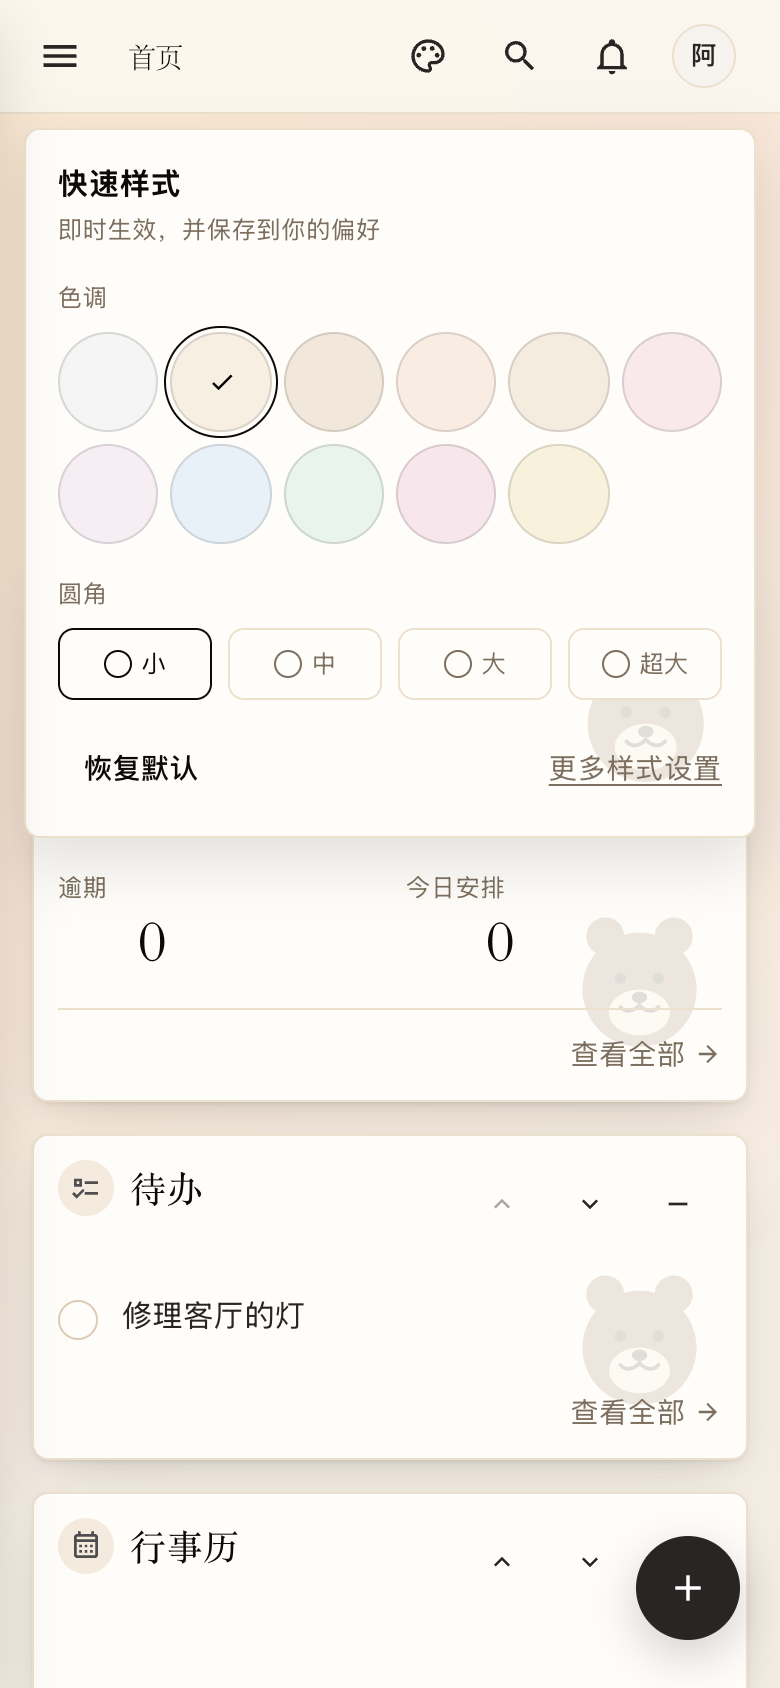 首页
阿
快速样式
即时生效，并保存到你的偏好
色调
圆角
小 中 大 超大
恢复默认 更多样式设置
逾期 今日安排
0 0
查看全部
待办
修理客厅的灯
查看全部
行事历